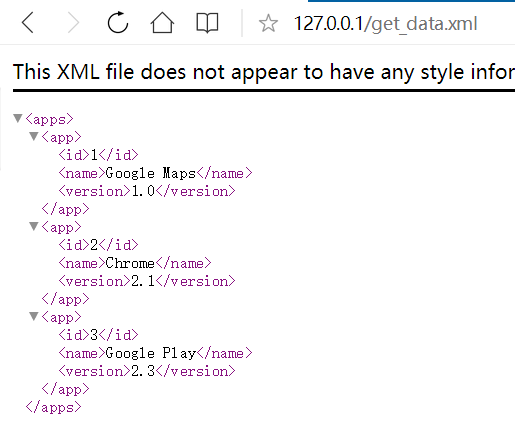 127.0.0.1/get_data.xml
This XML file does not appear to have any style infor
<apps>
<app>
<id>1</id>
<name>Google Maps</name>
<version>1.0</version>
</app>
<app>
<id>2</id>
<name>Chrome</name>
<version>2.1</version>
</app>
<app>
<id>3</id>
<name>Google Play</name>
<version>2.3</version>
</app>
</apps>